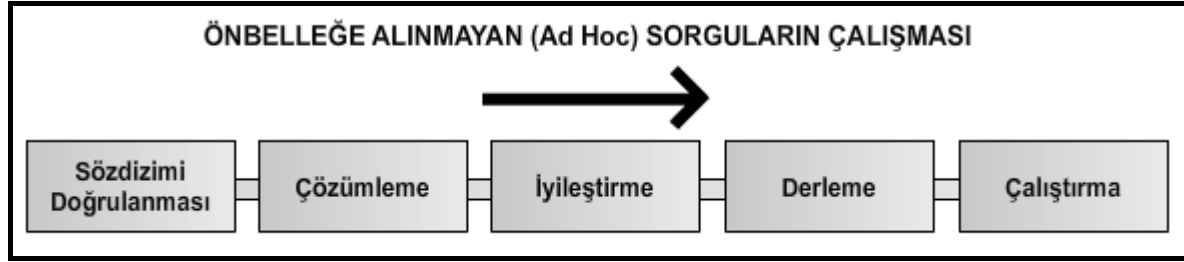 ÖNBELLEĞE ALINMAYAN (Ad Hoc) SORGULARIN ÇALIŞMASI
Sözdizimi
Doğrulanması
Çözümleme
İyileştirme
Derleme
Çalıştırma